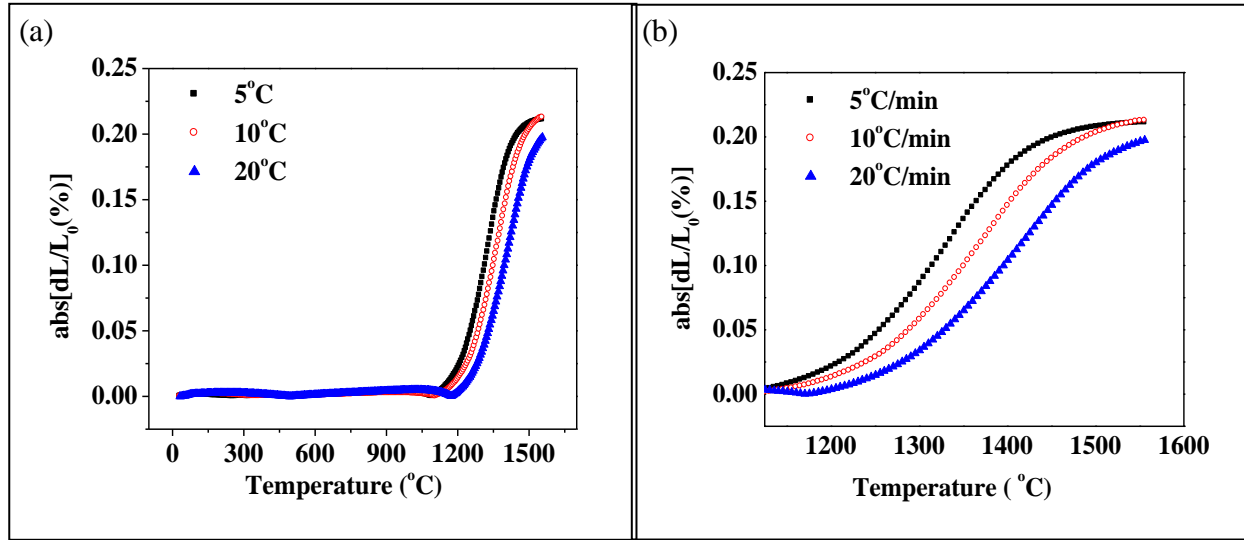 (a)
0.25
0.20
0.15
0.10
0.05
0.00
abs[dL/L0(%)]
5°C
10°C
20°C
0 300 600 900 1200 1500
Temperature (°C)
(b)
0.25
0.20
0.15
0.10
0.05
0.00
abs[dL/L0(%)]
5°C/min
10°C/min
20°C/min
1200 1300 1400 1500 1600
Temperature ( °C)